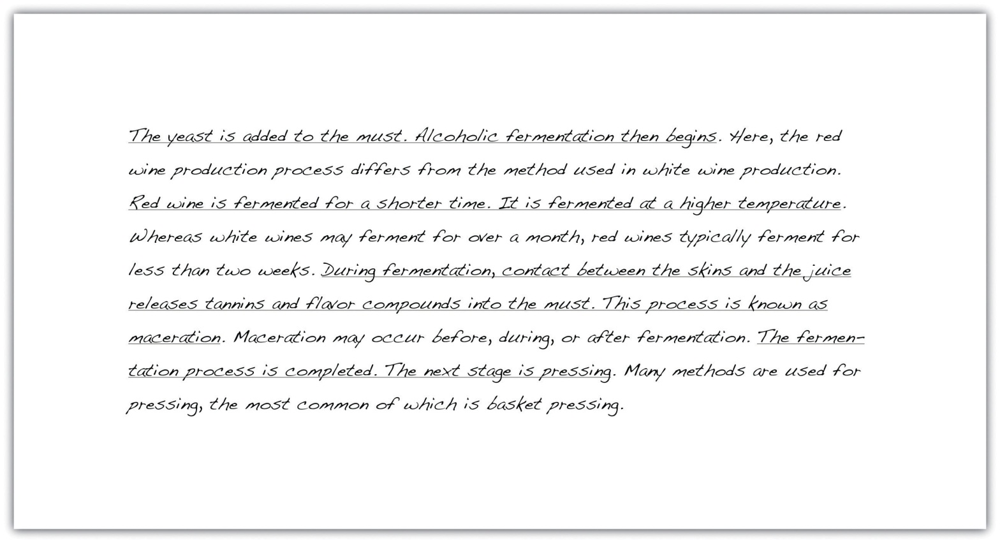 The yeast is added to the must. Alcoholic fermentation then begins. Here, the red
wine production process differs from the method used in white wine production.
Red wine is fermented for a shorter time. It is fermented at a higher temperature.
Whereas white wines may ferment for over a month, red wines typically ferment for
less than two weeks. During fermentation, contact between the skins and the juice
releases tannins and flavor compounds into the must. This process is known as
maceration. Maceration may occur before, during, or after fermentation. The fermen-
tation process is completed. The next stage is pressing. Many methods are used for
pressing, the most common of which is basket pressing.